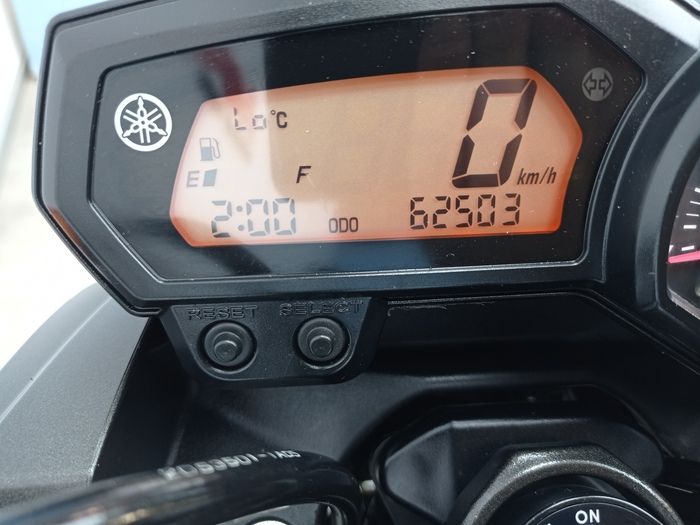 Lo°C
0 km/h
E F
2:00 ODO 62503
RESET SELECT
ON